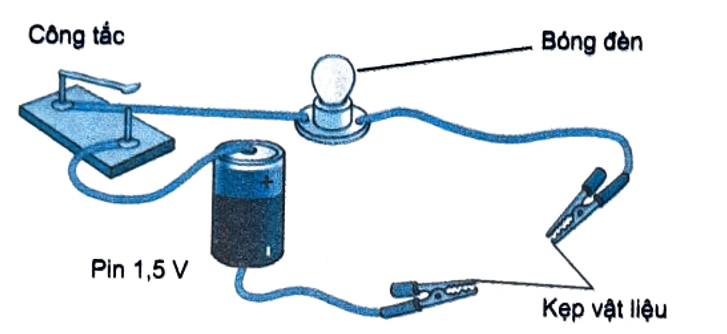 Công tắc
Bóng đèn
+
Pin 1,5 V
Kẹp vật liệu